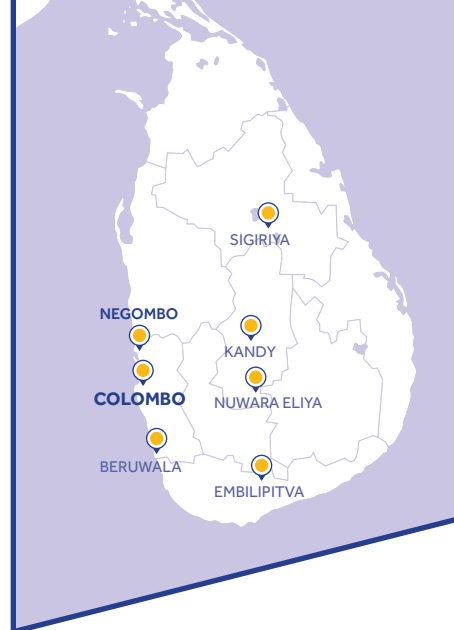 SIGIRIYA
NEGOMBO
KANDY
COLOMBO
NUWARA ELIYA
BERUWALA
EMBILIPITVA